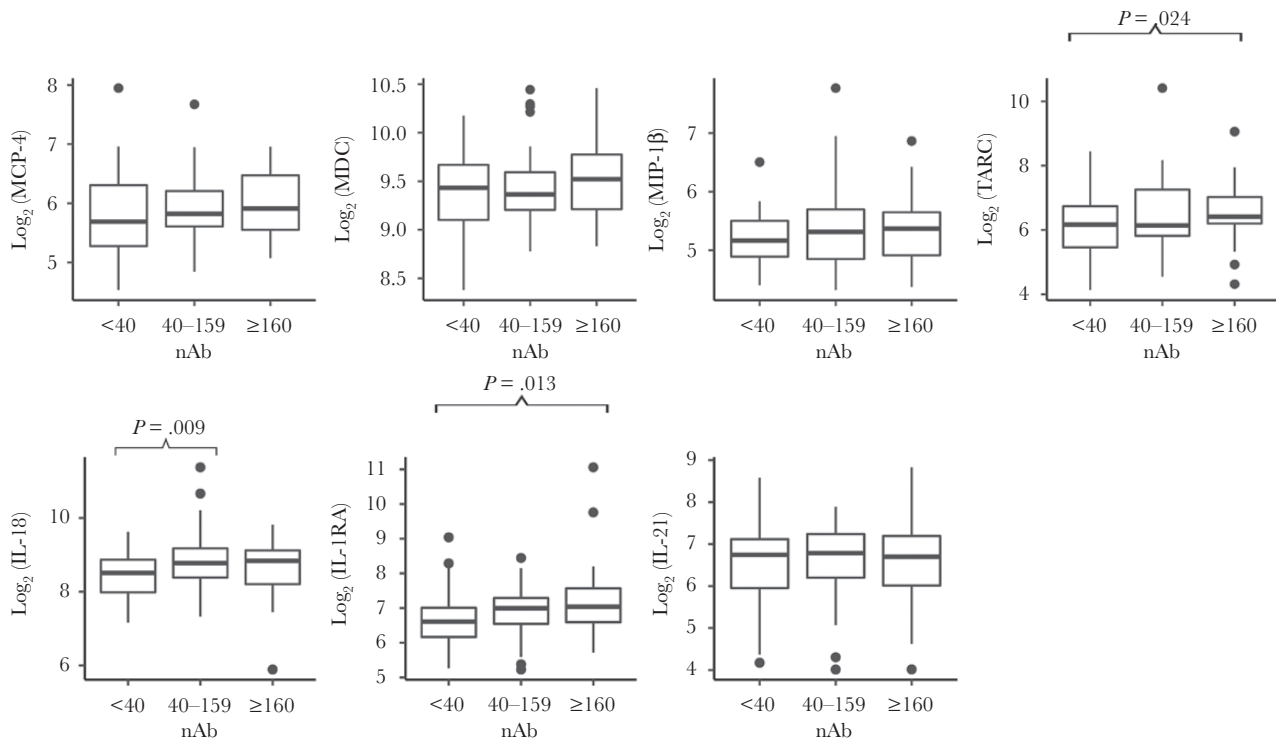 P = .024
Log2 (MCP-4)
8
7
6
5
<40 40–159 ≥160
nAb
Log2 (MDC)
10.5
10.0
9.5
9.0
8.5
<40 40–159 ≥160
nAb
Log2 (MIP-1β)
7
6
5
<40 40–159 ≥160
nAb
Log2 (TARC)
10
8
6
4
<40 40–159 ≥160
nAb
P = .009
Log2 (IL-18)
10
8
6
<40 40–159 ≥160
nAb
P = .013
Log2 (IL-1RA)
11
10
9
8
7
6
5
<40 40–159 ≥160
nAb
Log2 (IL-21)
9
8
7
6
5
4
<40 40–159 ≥160
nAb